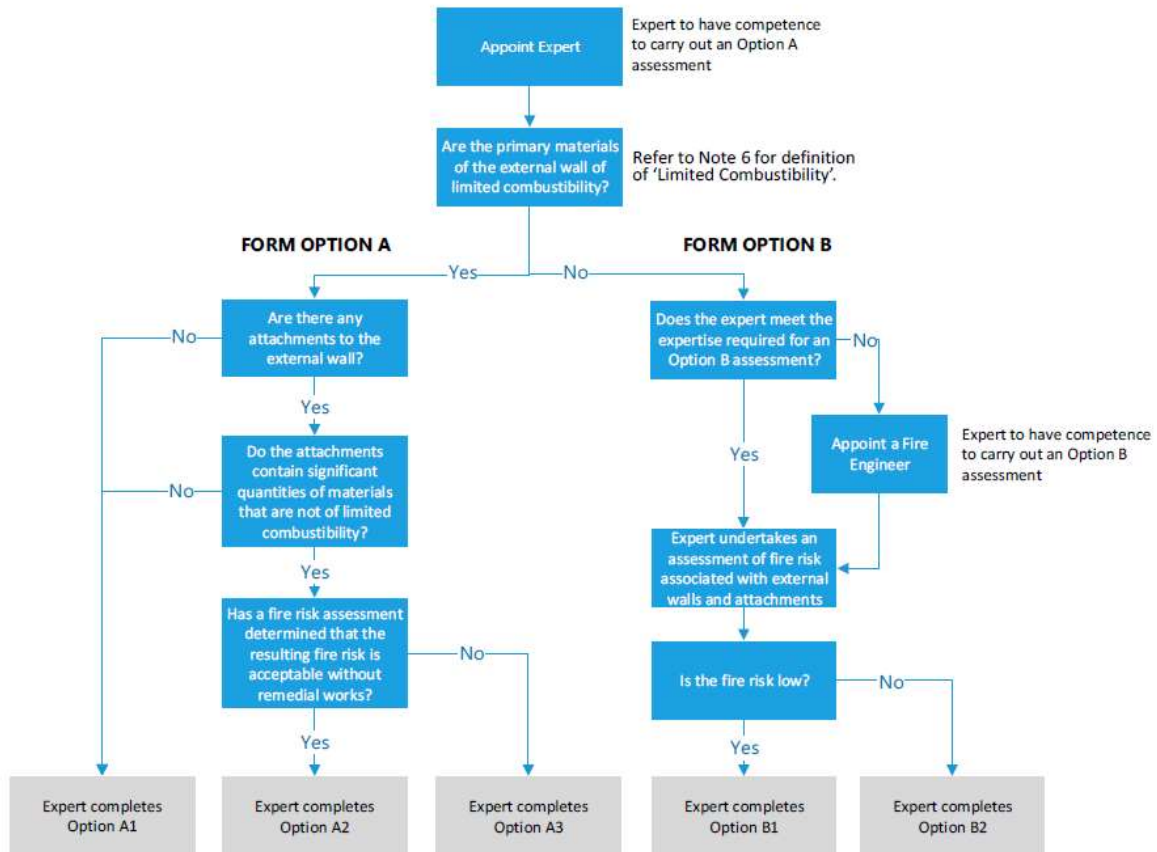 Appoint Expert
Expert to have competence
to carry out an Option A
assessment
Are the primary materials
of the external wall of
limited combustibility?
Refer to Note 6 for definition
of ‘Limited Combustibility’.
FORM OPTION A
FORM OPTION B
Yes
No
Are there any
attachments to the
external wall?
No
Does the expert meet the
expertise required for an
Option B assessment?
No
Yes
Do the attachments
contain significant
quantities of materials
that are not of limited
combustibility?
No
Yes
Appoint a Fire
Engineer
Expert to have competence
to carry out an Option B
assessment
Yes
Expert undertakes an
assessment of fire risk
associated with external
walls and attachments
Has a fire risk assessment
determined that the
resulting fire risk is
acceptable without
remedial works?
No
Is the fire risk low?
No
Yes
Yes
Expert completes
Option A1
Expert completes
Option A2
Expert completes
Option A3
Expert completes
Option B1
Expert completes
Option B2